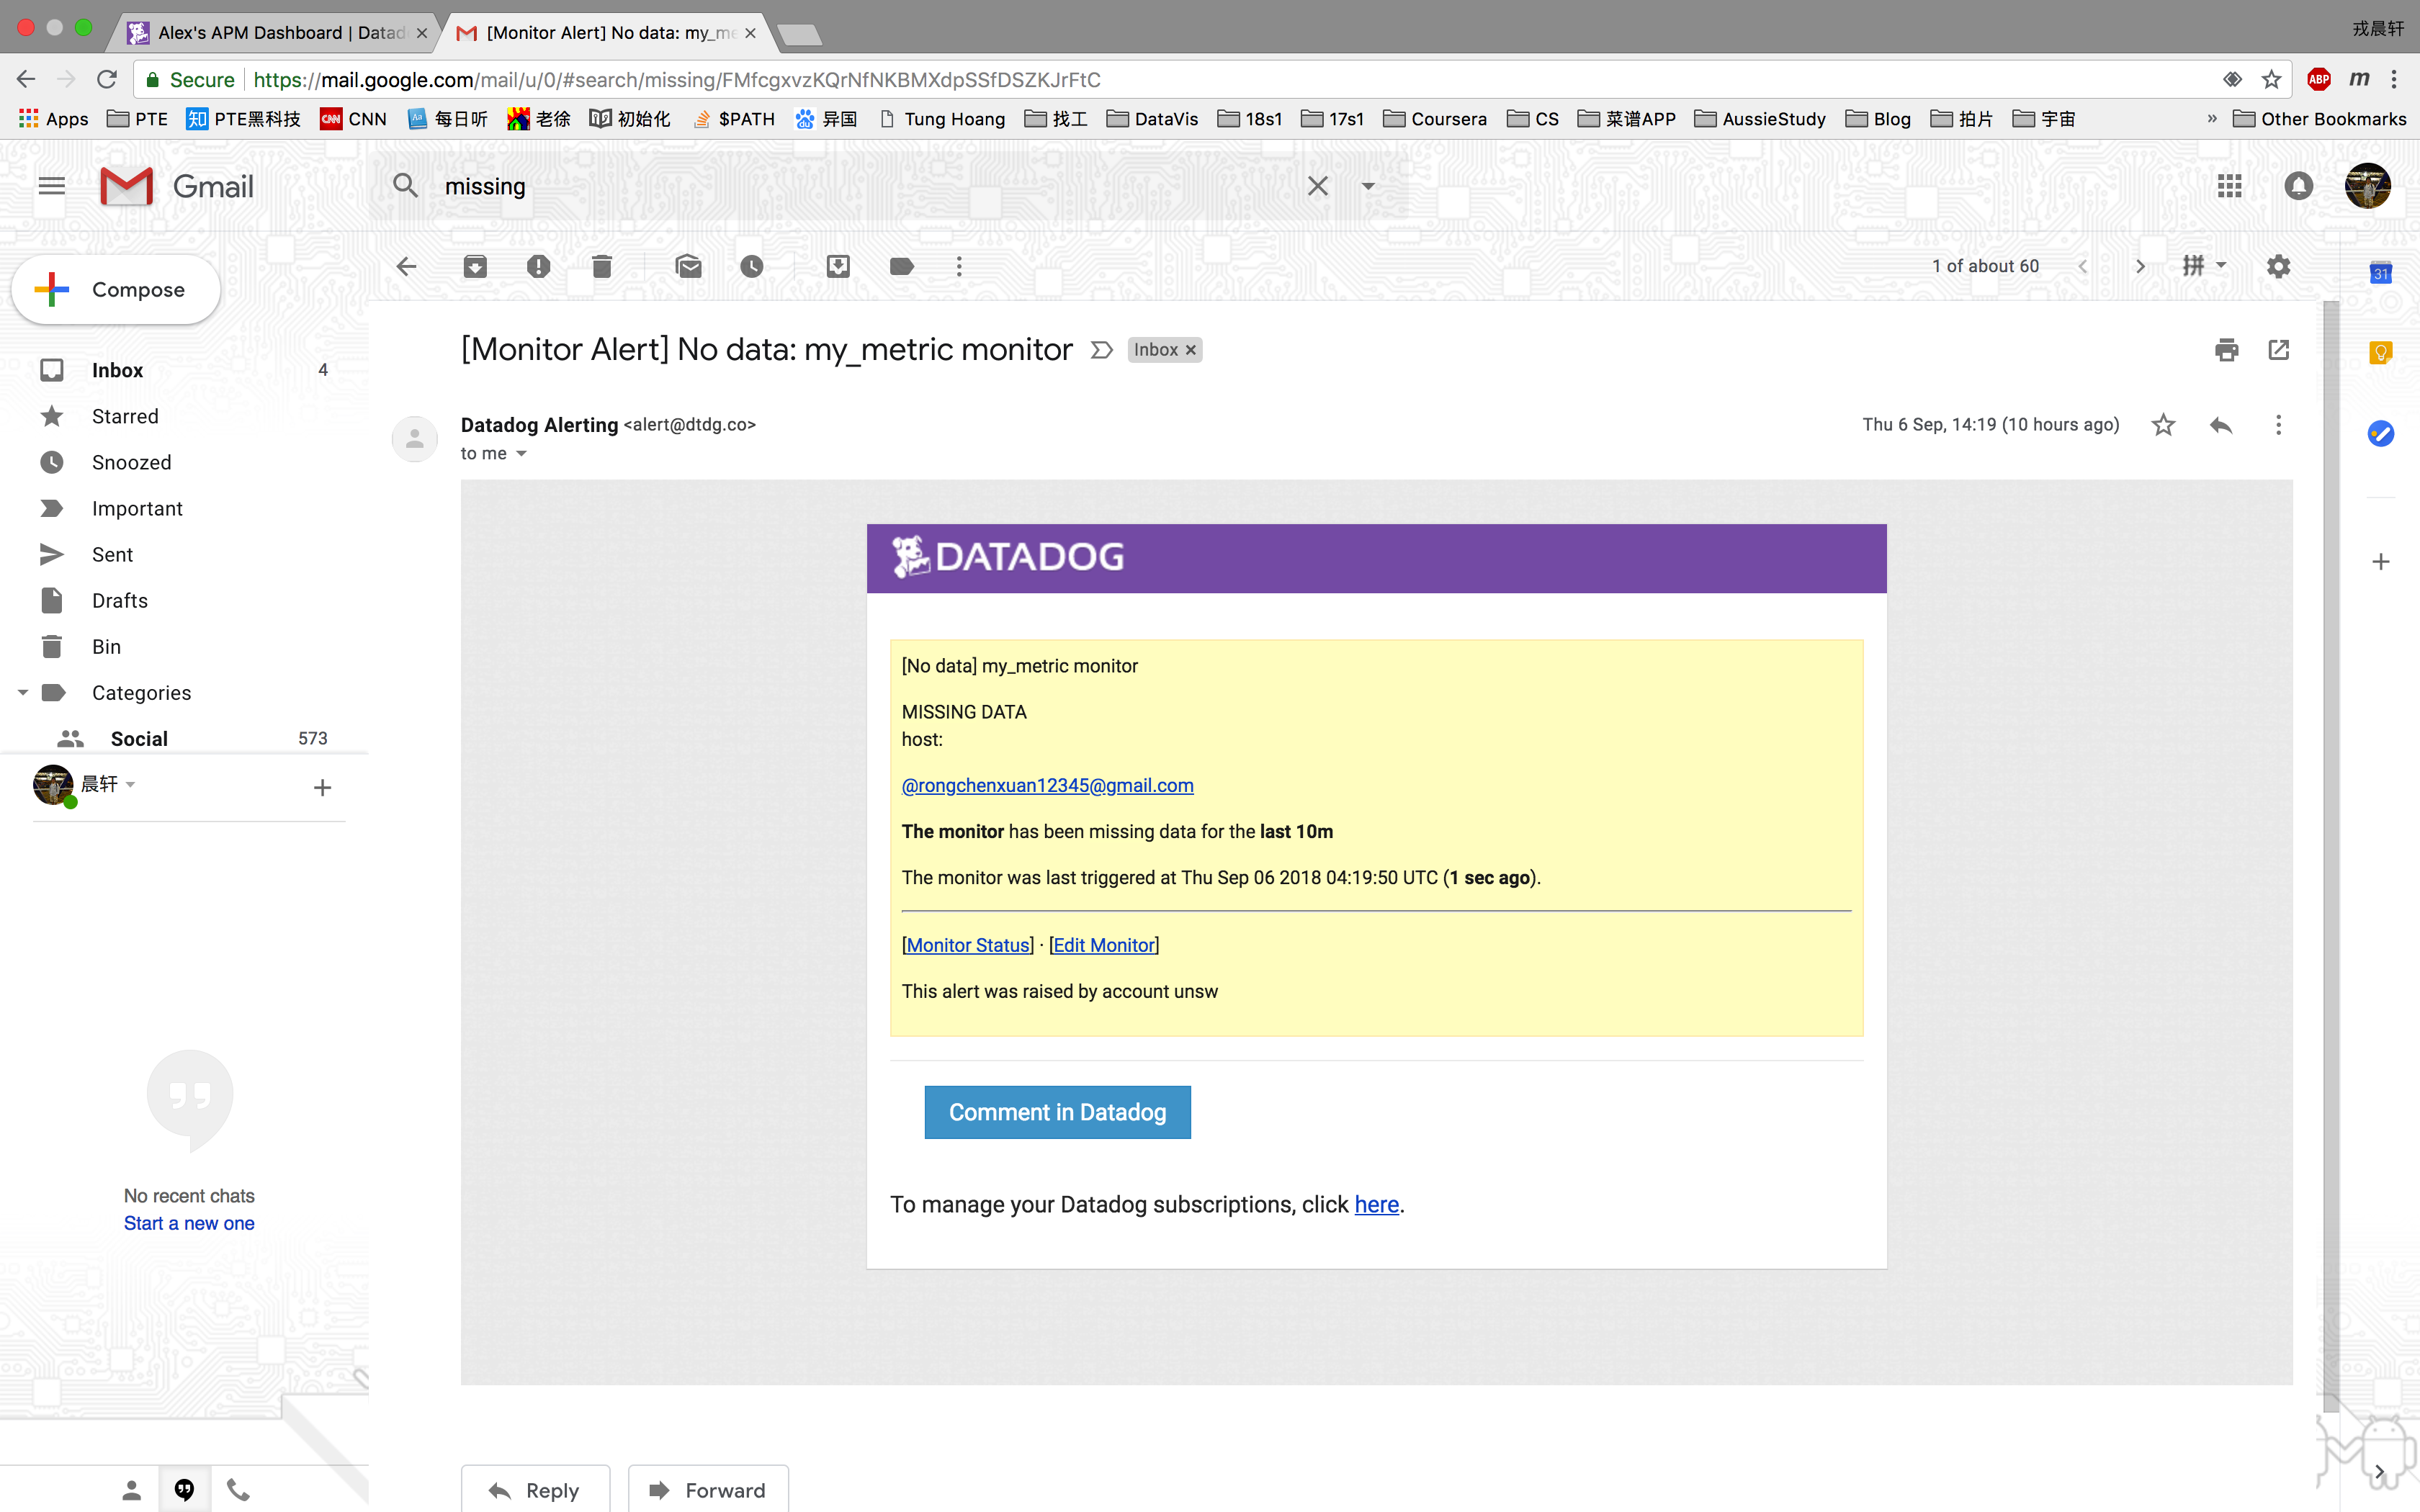 Alex's APM Dashboard | Datad
[Monitor Alert] No data: my_me
戎晨轩
Secure
https://mail.google.com/mail/u/0/#search/missing/FMfcgxvzKQrNfNKBMXdpSSfDSZKJrFtC
ABP
m
Apps
PTE
知 PTE黑科技
CNN CNN
Aa 每日听
老徐
初始化
$PATH
du 异国
Tung Hoang
找工
DataVis
18s1
17s1
Coursera
CS
菜谱APP
AussieStudy
Blog
拍片
宇宙
»
Other Bookmarks
Gmail
missing
Compose
1 of about 60
拼
31
[Monitor Alert] No data: my_metric monitor
Inbox ×
Inbox 4
Starred
Snoozed
Important
Sent
Drafts
Bin
Categories
Social 573
晨轩
No recent chats
Start a new one
Datadog Alerting <alert@dtdg.co>
Thu 6 Sep, 14:19 (10 hours ago)
to me
DATADOG
[No data] my_metric monitor
MISSING DATA
host:
@rongchenxuan12345@gmail.com
The monitor has been missing data for the last 10m
The monitor was last triggered at Thu Sep 06 2018 04:19:50 UTC (1 sec ago).
[Monitor Status] · [Edit Monitor]
This alert was raised by account unsw
Comment in Datadog
To manage your Datadog subscriptions, click here.
Reply
Forward